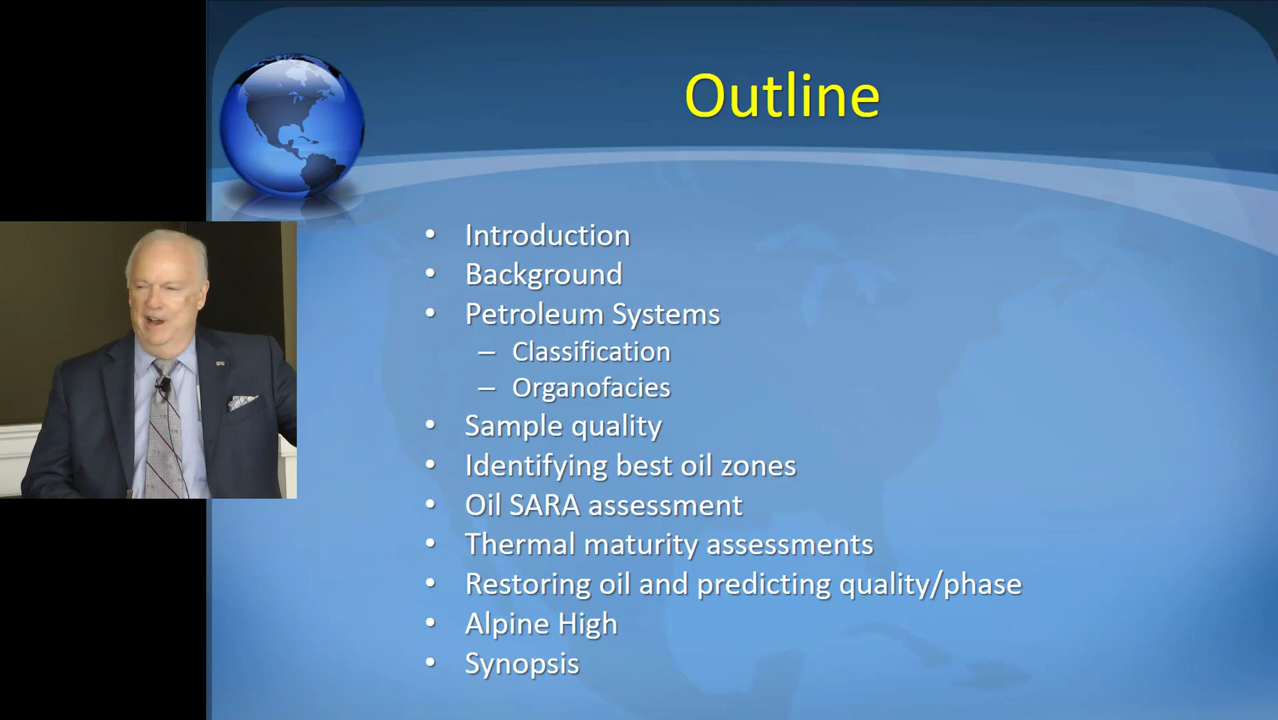 Outline
• Introduction
• Background
• Petroleum Systems
– Classification
– Organofacies
• Sample quality
• Identifying best oil zones
• Oil SARA assessment
• Thermal maturity assessments
• Restoring oil and predicting quality/phase
• Alpine High
• Synopsis